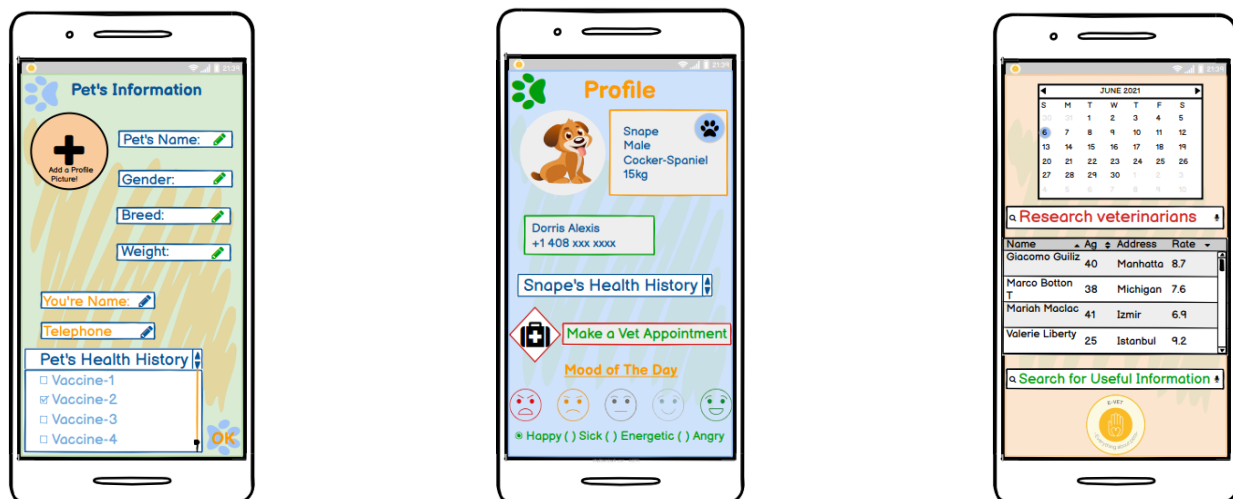 21:39
Pet's Information
Add a Profile
Picture!
Pet's Name:
Gender:
Breed:
Weight:
You're Name:
Telephone
Pet's Health History
Vaccine-1
Vaccine-2
Vaccine-3
Vaccine-4
OK
21:39
Profile
Snape
Male
Cocker-Spaniel
15kg
Dorris Alexis
+1 408 xxx xxxx
Snape's Health History
Make a Vet Appointment
Mood of The Day
Happy ( ) Sick ( ) Energetic ( ) Angry
21:39
JUNE 2021
S M T W T F S
30 31 1 2 3 4 5
6 7 8 9 10 11 12
13 14 15 16 17 18 19
20 21 22 23 24 25 26
27 28 29 30 1 2 3
4 5 6 7 8 9 10
Research veterinarians
Name Ag Address Rate
Giacomo Guiliz 40 Manhatta 8.7
Marco Botton
T 38 Michigan 7.6
Mariah Maclac 41 Izmir 6.9
Valerie Liberty 25 Istanbul 9.2
Search for Useful Information
E-VET